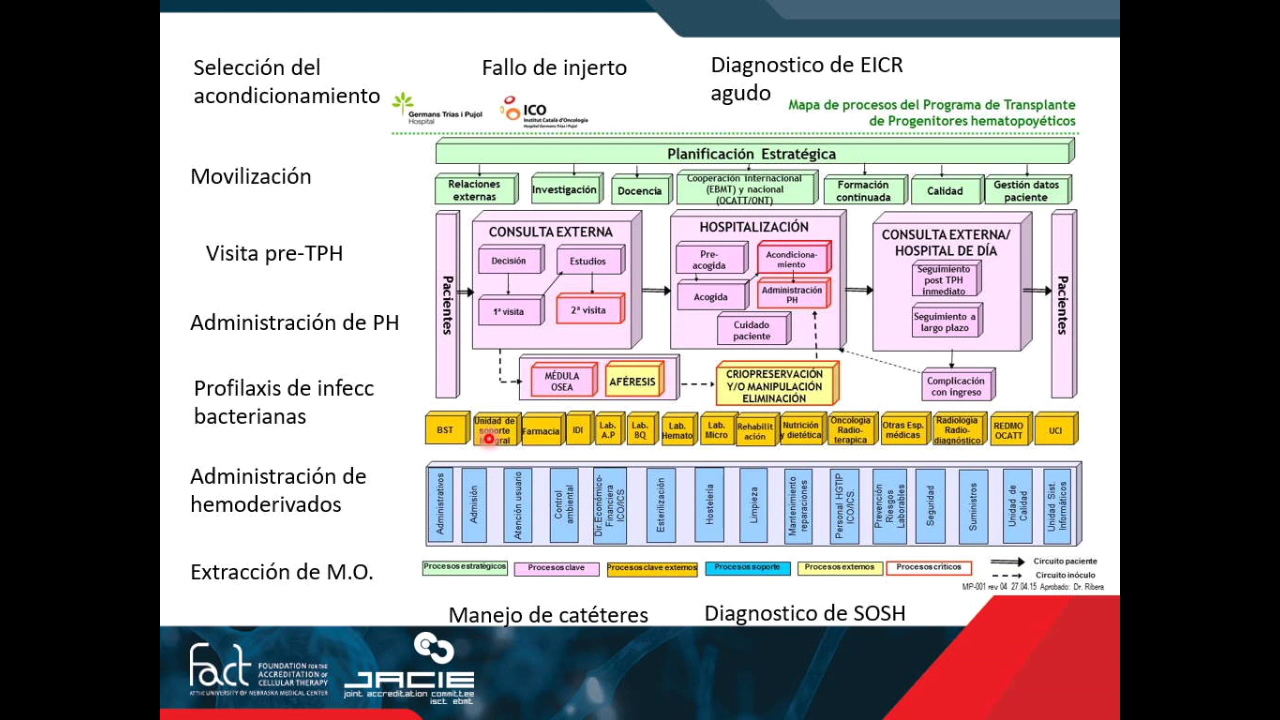 Selección del
acondicionamiento
Fallo de injerto
Diagnostico de EICR
agudo
Germans Trias i Pujol
Hospital
ICO
Institut Català d'Oncologia
Hospital Germans Trias i Pujol
Mapa de procesos del Programa de Transplante
de Progenitores hematopoyéticos
Planificación Estratégica
Movilización
Relaciones
externas
Investigación
Docencia
Cooperación Internacional
(EBMT) y nacional
(OCATT/ONT)
Formación
continuada
Calidad
Gestión datos
paciente
Visita pre-TPH
Administración de PH
Pacientes
CONSULTA EXTERNA
Decisión
Estudios
1ª visita
2ª visita
HOSPITALIZACIÓN
Pre-
acogida
Acondiciona-
miento
Acogida
Administración
PH
Cuidado
paciente
CONSULTA EXTERNA/
HOSPITAL DE DÍA
Seguimiento
post TPH
inmediato
Seguimiento a
largo plazo
Pacientes
Profilaxis de infecc
bacterianas
MÉDULA
OSEA
AFÉRESIS
CRIOPRESERVACIÓN
Y/O MANIPULACIÓN
ELIMINACIÓN
Complicación
con ingreso
BST
Unidad de
soporte
Farmacia
IDI
Lab.
A.P
Lab.
BQ
Lab.
Hemato
Lab.
Micro
Rehabilit
ación
Nutrición
y dietética
Oncología
Radio-
terapica
Otras Esp.
médicas
Radiología
Radio-
diagnóstico
REDMO
OCATT
UCI
Administración de
hemoderivados
Administrativos
Admisión
Atención usuario
Control
ambiental
Dir. Económico-
Financiera
ICO/ICS
Esterilización
Hostelería
Limpieza
Mantenimiento
reparaciones
Personal HGTIP
ICO/ICS.
Prevención
Riesgos
Laborables
Seguridad
Suministros
Unidad de
Calidad
Unidad Sist.
Informáticos
Extracción de M.O.
Procesos estratégicos
Procesos clave
Procesos clave externos
Procesos soporte
Procesos externos
Procesos críticos
Circuito paciente
Circuito inóculo
MP-001 rev 04 27.04.15 Aprobado: Dr. Ribera
Manejo de catéteres
Diagnostico de SOSH
fact
FOUNDATION FOR THE
ACCREDITATION OF
CELLULAR THERAPY
AT THE UNIVERSITY OF NEBRASKA MEDICAL CENTER
JACIE
joint accreditation committee
isct ebmt